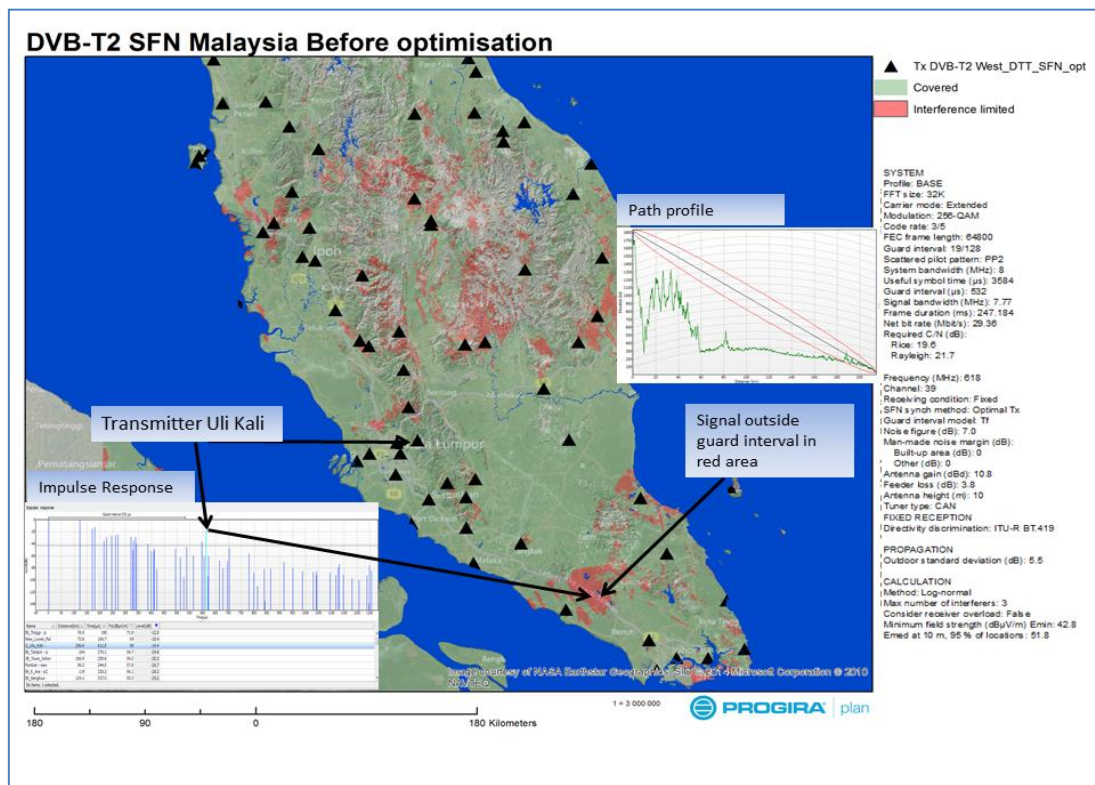 DVB-T2 SFN Malaysia Before optimisation
Tx DVB-T2 West_DTT_SFN_opt
Covered
Interference limited
SYSTEM
Profile: BASE
FFT size: 32K
Carrier mode: Extended
Modulation: 256-QAM
Code rate: 3/5
FEC frame length: 64800
Guard interval: 19/128
Scattered pilot pattern: PP2
System bandwidth (MHz): 8
Useful symbol time (µs): 3584
Guard interval (µs): 532
Signal bandwidth (MHz): 7.77
Frame duration (ms): 247.184
Net bit rate (Mbit/s): 29.36
Required C/N (dB):
Rice: 19.6
Rayleigh: 21.7
Frequency (MHz): 618
Channel: 39
Receiving condition: Fixed
SFN synch method: Optimal Tx
Guard interval model: Tf
Noise figure (dB): 7.0
Man-made noise margin (dB):
Built-up area (dB): 0
Other (dB): 0
Antenna gain (dBd): 10.8
Feeder loss (dB): 3.8
Antenna height (m): 10
Tuner type: CAN
FIXED RECEPTION
Directivity discrimination: ITU-R BT.419
PROPAGATION
Outdoor standard deviation (dB): 5.5
CALCULATION
Method: Log-normal
Max number of interferers: 3
Consider receiver overload: False
Minimum field strength (dBµV/m) Emin: 42.8
Emed at 10 m, 95 % of locations: 51.8
Path profile
Ipoh
Transmitter Uli Kali
Signal outside
guard interval in
red area
Tebingtinggi
Pematangsiantar
Lumpur
Impulse Response
Image courtesy of NASA Earthstar Geographics SIO © 2014 Microsoft Corporation © 2010
NAVTEQ
1 = 3 000 000
180 90 0 180 Kilometers
PROGIRA plan